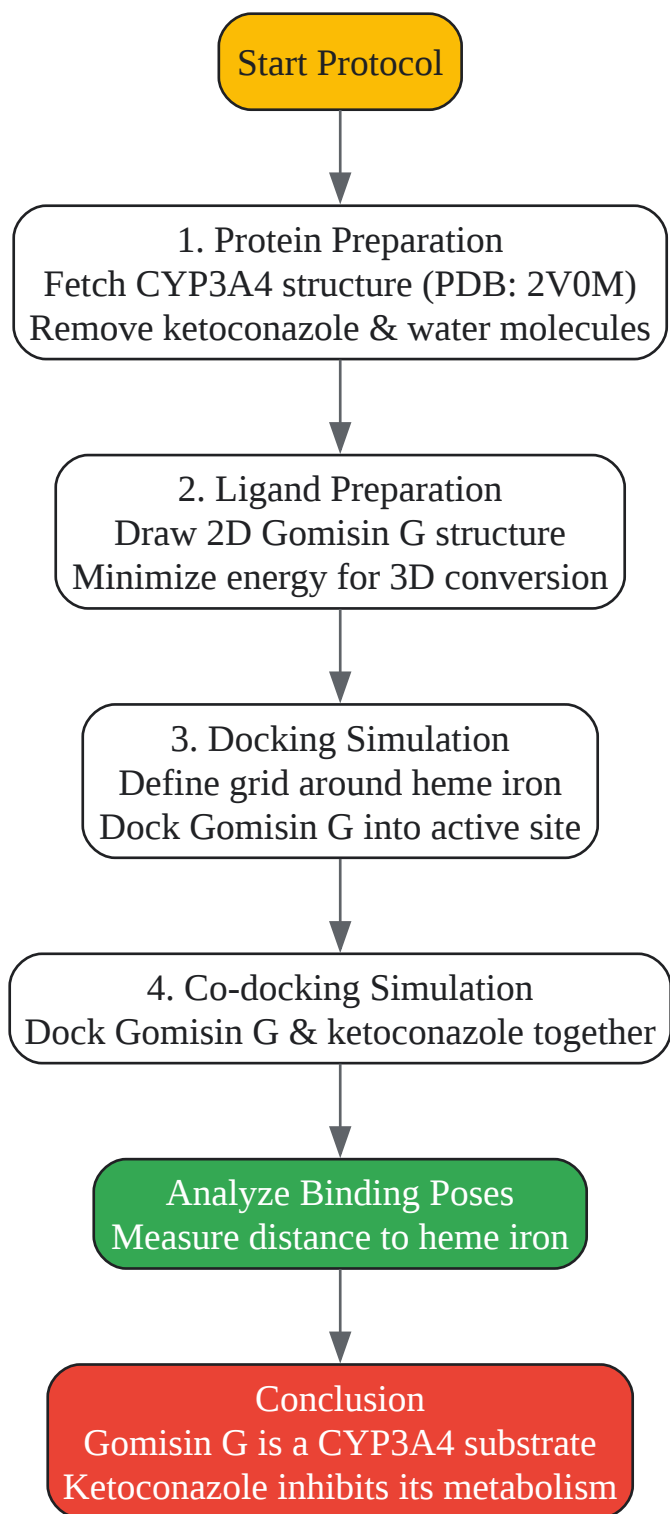 Start Protocol
1. Protein Preparation
Fetch CYP3A4 structure (PDB: 2V0M)
Remove ketoconazole & water molecules
2. Ligand Preparation
Draw 2D Gomisin G structure
Minimize energy for 3D conversion
3. Docking Simulation
Define grid around heme iron
Dock Gomisin G into active site
4. Co-docking Simulation
Dock Gomisin G & ketoconazole together
Analyze Binding Poses
Measure distance to heme iron
Conclusion
Gomisin G is a CYP3A4 substrate
Ketoconazole inhibits its metabolism